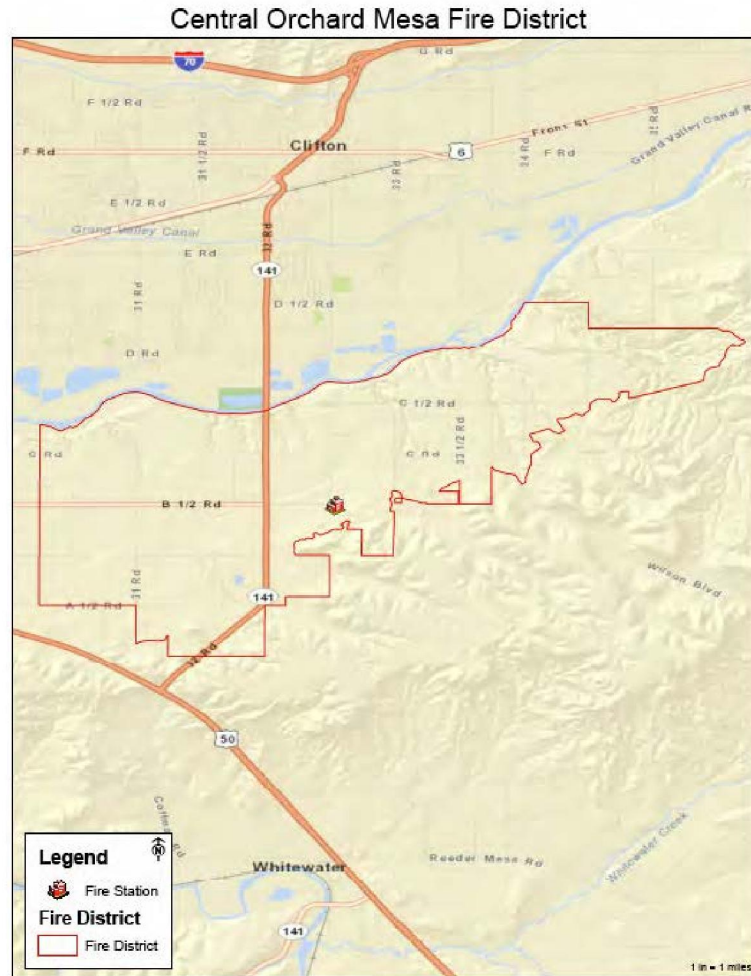 Central Orchard Mesa Fire District
70
G Rd
F 1/2 Rd
31 1/2 Rd
Clifton
Front St
Grand Valley Canal R
F Rd
6
33 Rd
34 Rd
F Rd
E 1/2 Rd
Grand Valley Canal
32 Rd
E Rd
141
31 Rd
D 1/2 Rd
D Rd
C 1/2 Rd
33 1/2 Rd
C Rd
C Rd
B 1/2 Rd
31 Rd
141
A 1/2 Rd
Wilson Blvd
32 Rd
50
Whitewater
Reeder Mesa Rd
Whitewater Creek
141
Legend
N
Fire Station
Fire District
Fire District
1 in = 1 miles